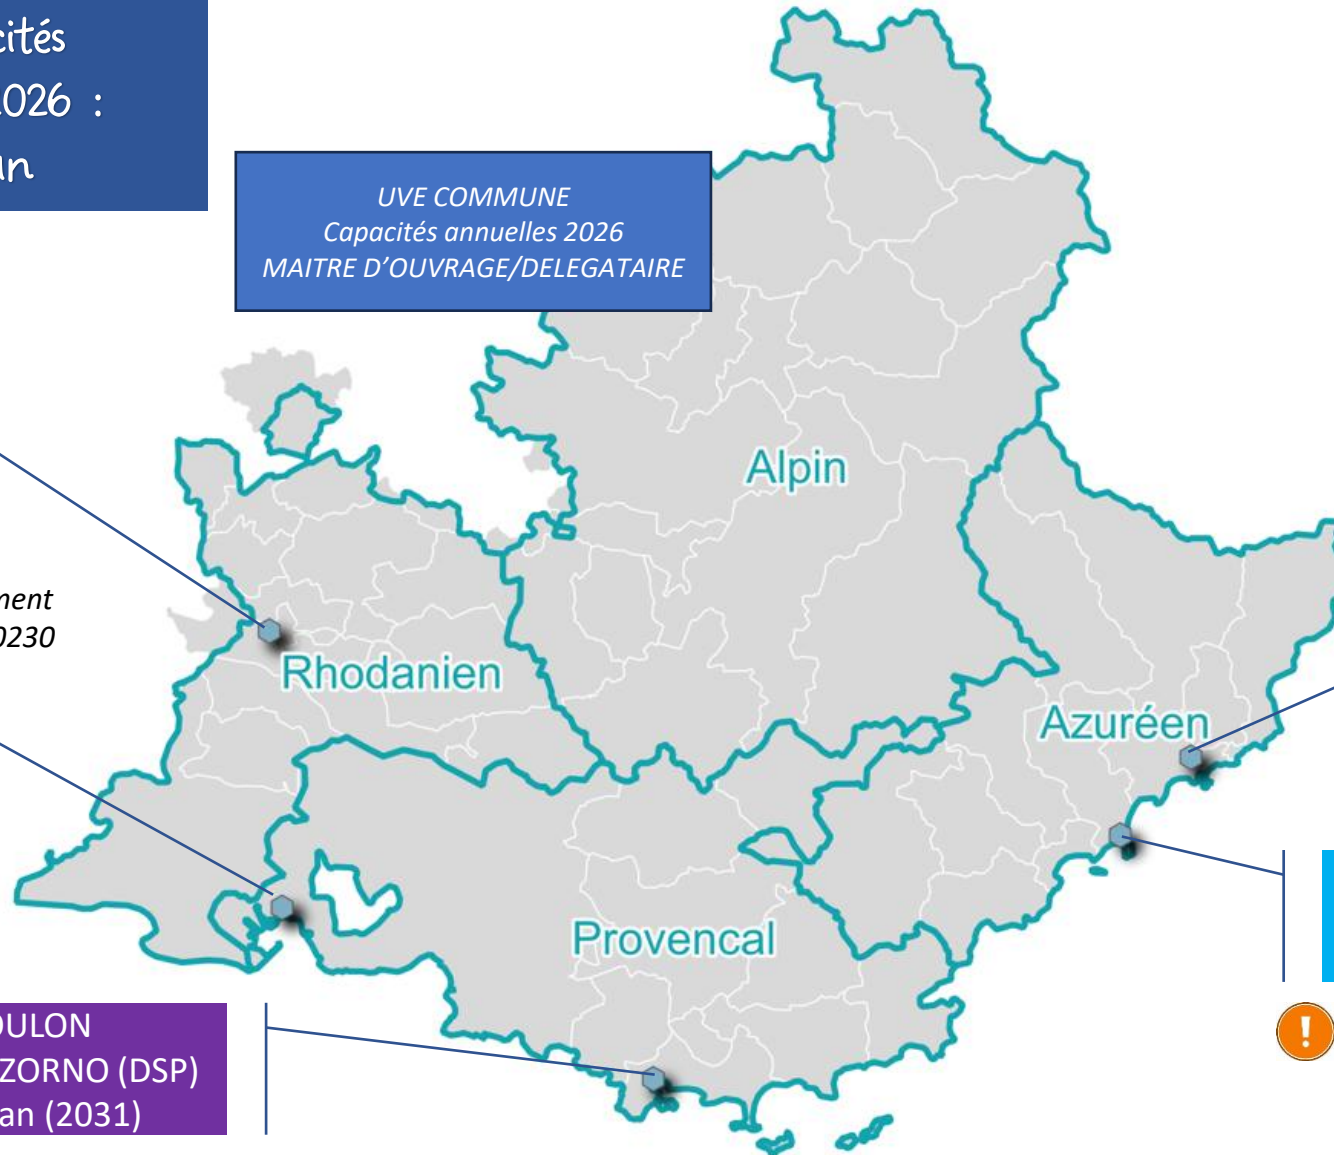 cités
026 :
un
UVE COMMUNE
Capacités annuelles 2026
MAITRE D'OUVRAGE/DELEGATAIRE
Alpin
ment
0230
Rhodanien
Azuréen
Provencal
OULON
ZORNO (DSP)
an (2031)
!